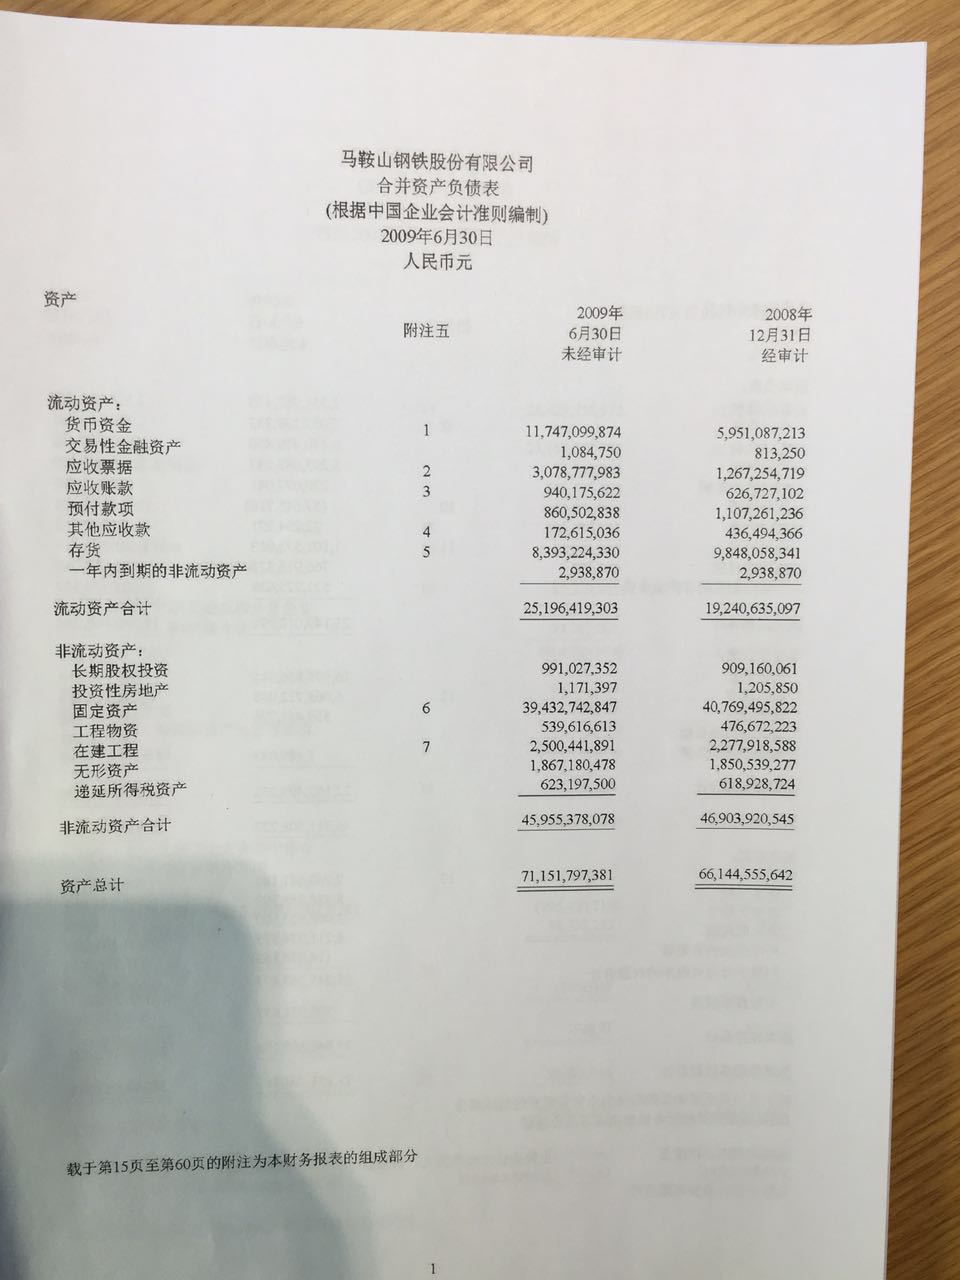 马鞍山钢铁股份有限公司
合并资产负债表
(根据中国企业会计准则编制)
2009年6月30日
人民币元
资产
附注五 2009年 2008年
6月30日 12月31日
未经审计 经审计
流动资产：
货币资金 1 11,747,099,874 5,951,087,213
交易性金融资产 1,084,750 813,250
应收票据 2 3,078,777,983 1,267,254,719
应收账款 3 940,175,622 626,727,102
预付款项 860,502,838 1,107,261,236
其他应收款 4 172,615,036 436,494,366
存货 5 8,393,224,330 9,848,058,341
一年内到期的非流动资产 2,938,870 2,938,870
流动资产合计 25,196,419,303 19,240,635,097
非流动资产：
长期股权投资 991,027,352 909,160,061
投资性房地产 1,171,397 1,205,850
固定资产 6 39,432,742,847 40,769,495,822
工程物资 539,616,613 476,672,223
在建工程 7 2,500,441,891 2,277,918,588
无形资产 1,867,180,478 1,850,539,277
递延所得税资产 623,197,500 618,928,724
非流动资产合计 45,955,378,078 46,903,920,545
资产总计 71,151,797,381 66,144,555,642
载于第15页至第60页的附注为本财务报表的组成部分
1